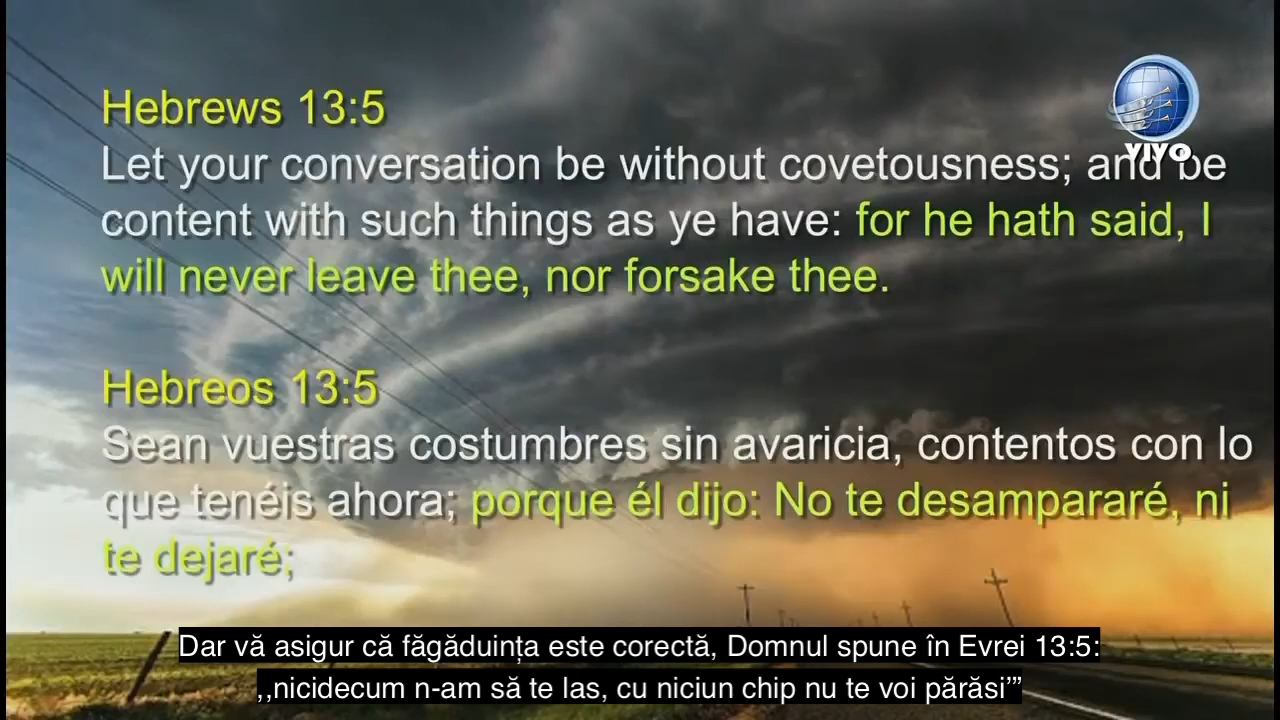 Hebrews 13:5
VIVO
Let your conversation be without covetousness; and be
content with such things as ye have: for he hath said, I
will never leave thee, nor forsake thee.
Hebreos 13:5
Sean vuestras costumbres sin avaricia, contentos con lo
que tenéis ahora; porque él dijo: No te desampararé, ni
te dejaré;
Dar vă asigur că făgăduința este corectă, Domnul spune în Evrei 13:5:
,,nicidecum n-am să te las, cu niciun chip nu te voi părăsi’”